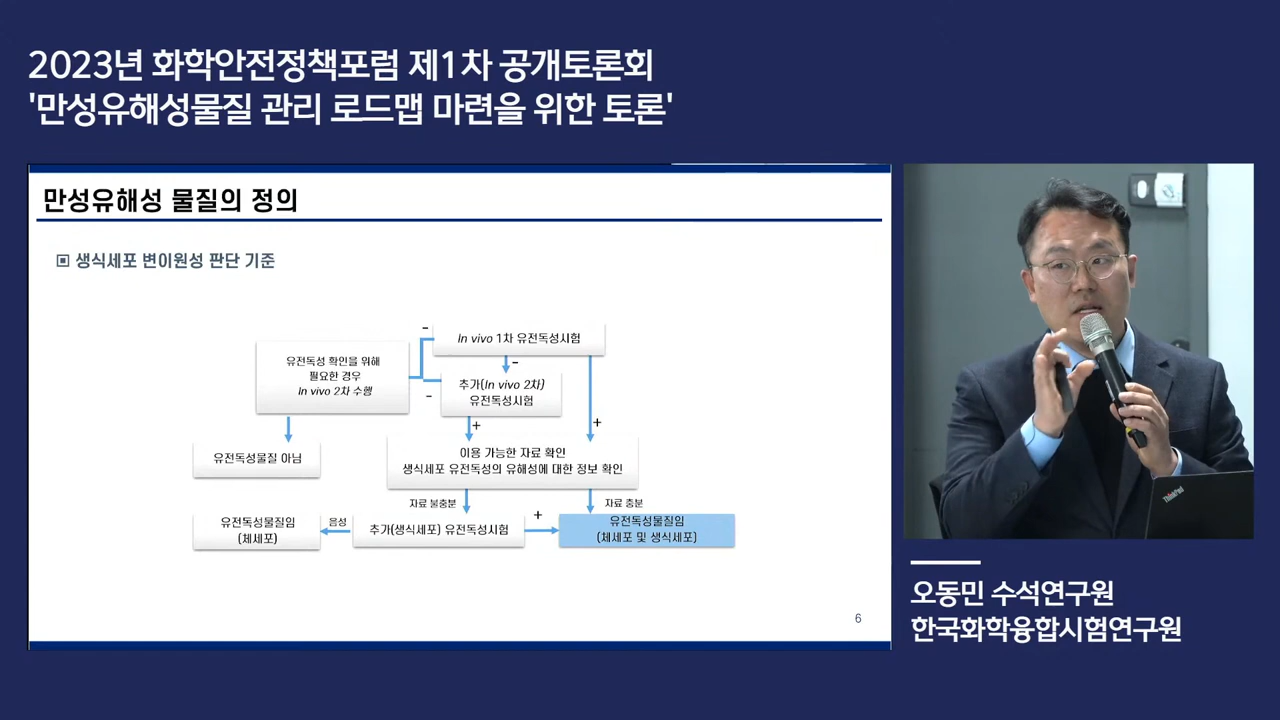 2023년 화학안전정책포럼 제1차 공개토론회
'만성유해성물질 관리 로드맵 마련을 위한 토론'
만성유해성 물질의 정의
▣ 생식세포 변이원성 판단 기준
-
In vivo 1차 유전독성시험
유전독성 확인을 위해
필요한 경우
In vivo 2차 수행
-
추가(In vivo 2차)
유전독성시험
-
+
+
유전독성물질 아님
이용 가능한 자료 확인
생식세포 유전독성의 유해성에 대한 정보 확인
자료 불충분
자료 충분
유전독성물질임
(체세포)
음성
추가(생식세포) 유전독성시험
+
유전독성물질임
(체세포 및 생식세포)
6
ThinkPad
오동민 수석연구원
한국화학융합시험연구원